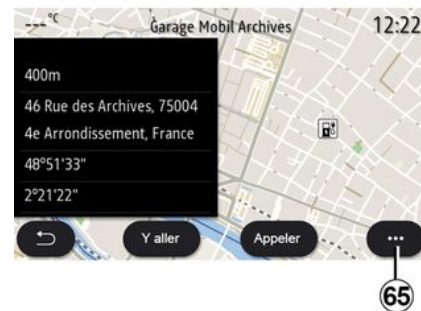 ---°C
Garage Mobil Archives
12:22
400m
46 Rue des Archives, 75004
4e Arrondissement, France
48°51'33"
2°21'22"
Y aller
Appeler
65